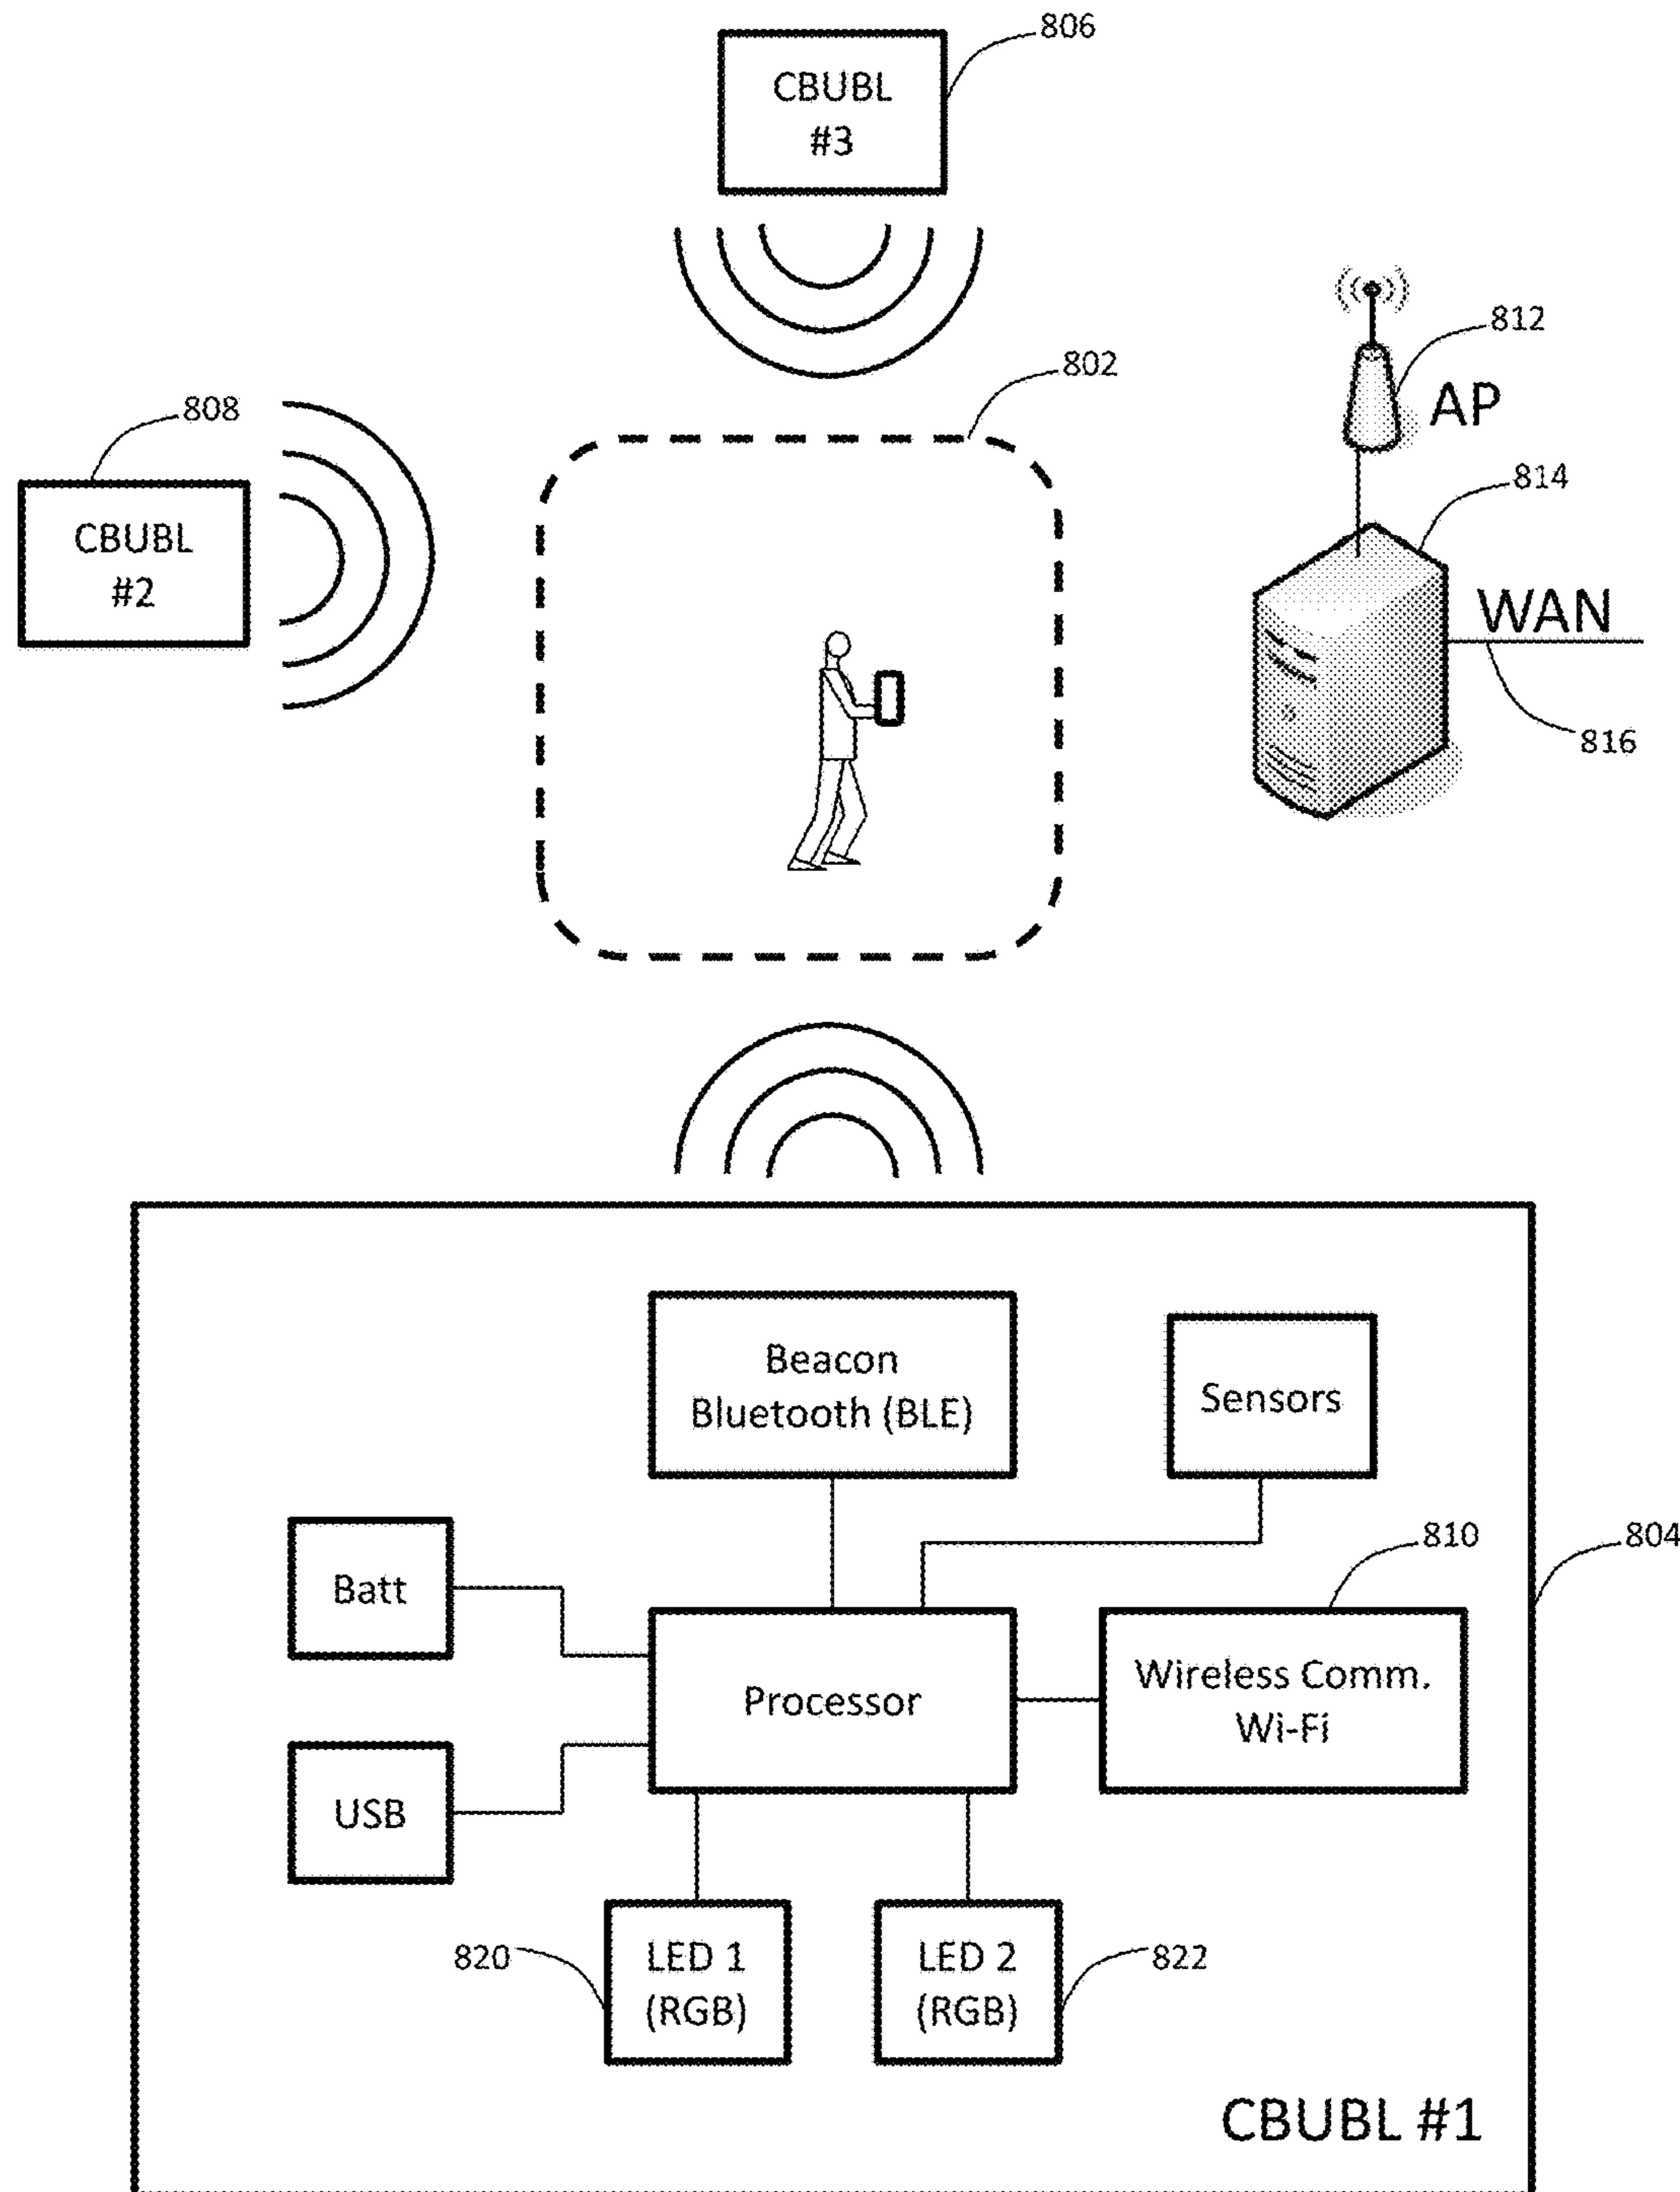 806
CBUBL
#3
812
AP
802
808
CBUBL
#2
814
WAN
816
Beacon
Bluetooth (BLE)
Sensors
810
804
Batt
Processor
Wireless Comm.
Wi-Fi
USB
820
LED 1
(RGB)
LED 2
(RGB)
822
CBUBL #1